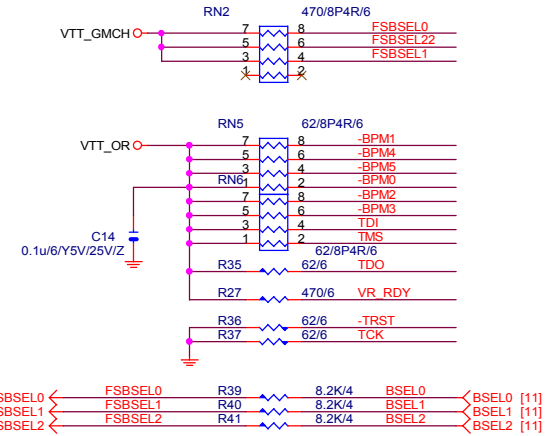 RN2 470/8P4R/6
VTT_GMCH 7 8 FSBSEL0
5 6 FSBSEL22
3 4 FSBSEL1
1 2
RN5 62/8P4R/6
VTT_OR 7 8 -BPM1
5 6 -BPM4
3 4 -BPM5
RN6 1 2 -BPM0
7 8 -BPM2
5 6 -BPM3
3 4 TDI
1 2 TMS
C14 62/8P4R/6
0.1u/6/Y5V/25V/Z
R35 62/6 TDO
R27 470/6 VR_RDY
R36 62/6 -TRST
R37 62/6 TCK
SBSEL0 FSBSEL0 R39 8.2K/4 BSEL0 BSEL0 [11]
SBSEL1 FSBSEL1 R40 8.2K/4 BSEL1 BSEL1 [11]
SBSEL2 FSBSEL2 R41 8.2K/4 BSEL2 BSEL2 [11]